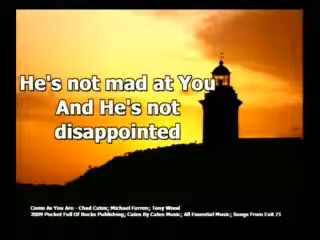 He's not mad at You
And He's not
disappointed
Come As You Are - Chad Cates; Michael Farren; Tony Wood
2009 Pocket Full Of Rocks Publishing; Cates By Cates Music; All Essential Music; Songs From Exit 71